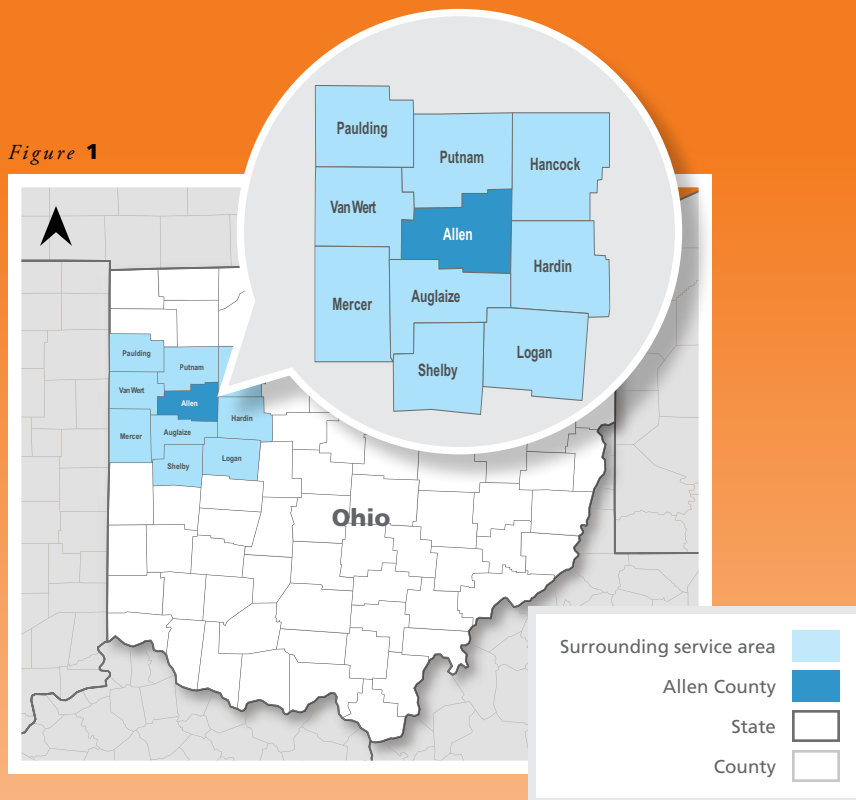 Figure 1
Paulding
Putnam
Hancock
Van Wert
Allen
Hardin
Mercer
Auglaize
Logan
Shelby
Paulding
Putnam
Van Wert
Allen
Hardin
Mercer
Auglaize
Logan
Shelby
Ohio
Surrounding service area
Allen County
State
County